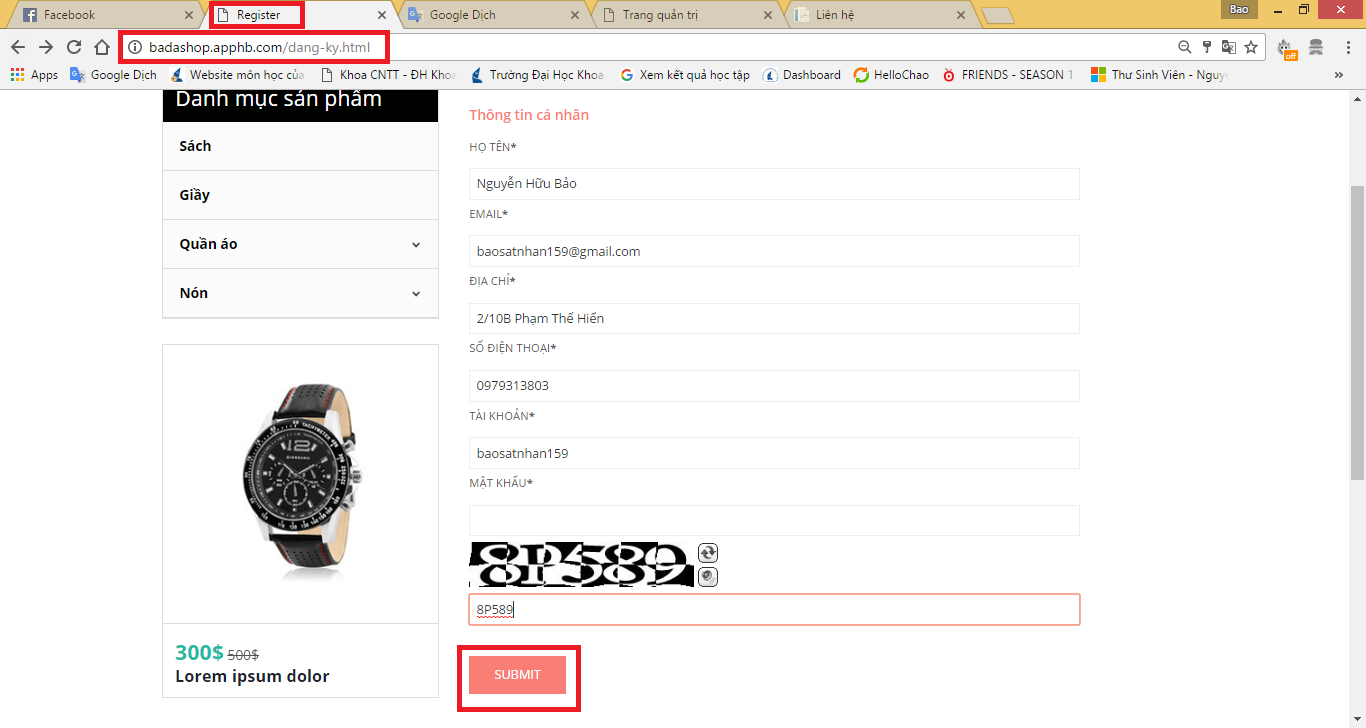 Facebook
Register
Google Dịch
Trang quản trị
Liên hệ
Bao
badashop.apphb.com/dang-ky.html
Apps
Google Dịch
Website môn học của
Khoa CNTT - ĐH Khoa
Trường Đại Học Khoa
Xem kết quả học tập
Dashboard
HelloChao
FRIENDS - SEASON 1
Thư Sinh Viên - Nguy
off
Danh mục sản phẩm
Sách
Giầy
Quần áo
Nón
300$ 500$
Lorem ipsum dolor
Thông tin cá nhân
HỌ TÊN*
Nguyễn Hữu Bảo
EMAIL*
baosatnhan159@gmail.com
ĐỊA CHỈ*
2/10B Phạm Thế Hiển
SỐ ĐIỆN THOẠI*
0979313803
TÀI KHOẢN*
baosatnhan159
MẬT KHẨU*
8P589
8P589
SUBMIT